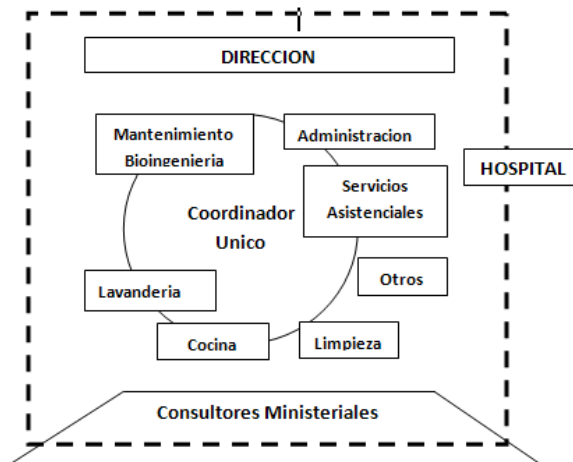 DIRECCION
Mantenimiento
Bioingenieria
Administracion
HOSPITAL
Servicios
Asistenciales
Coordinador
Unico
Otros
Lavanderia
Cocina
Limpieza
Consultores Ministeriales